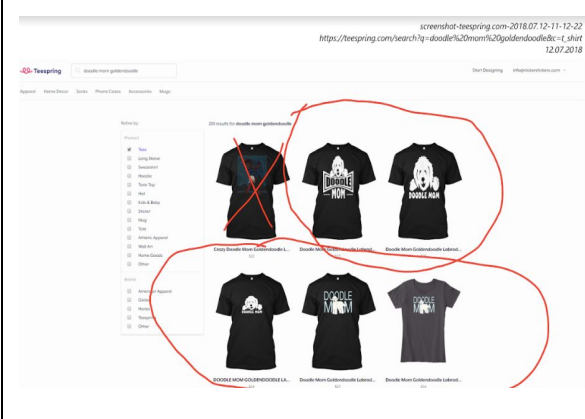 screenshot-teespring.com-2018.07.12-11-12-22
https://teespring.com/search?q=doodle%20mom%20goldendoodle&c=t_shirt
12.07.2018
Teespring
doodle mom goldendoodle
Start Designing
Apparel Home Decor Socks Phone Cases Accessories Mugs
Refine by:
200 results for doodle mom goldendoodle
Product
Tees
Long Sleeve
Sweatshirt
Hoodie
Tank Top
Hat
Kids & Baby
Sticker
Mug
Tote
Athletic Apparel
Wall Art
Home Goods
Other
Brand
American Apparel
Teespring
Other
DOODLE
MOM
DOODLE MOM
Crazy Doodle Mom Goldendoodle L...
Doodle Mom Goldendoodle Labrad...
Doodle Mom Goldendoodle Labrad...
DOODLE MOM
DOODLE
DOODLE
DOODLE MOM GOLDENDOODLE LA...
Doodle Mom Goldendoodle Labrad...
Doodle Mom Goldendoodle Labrad...